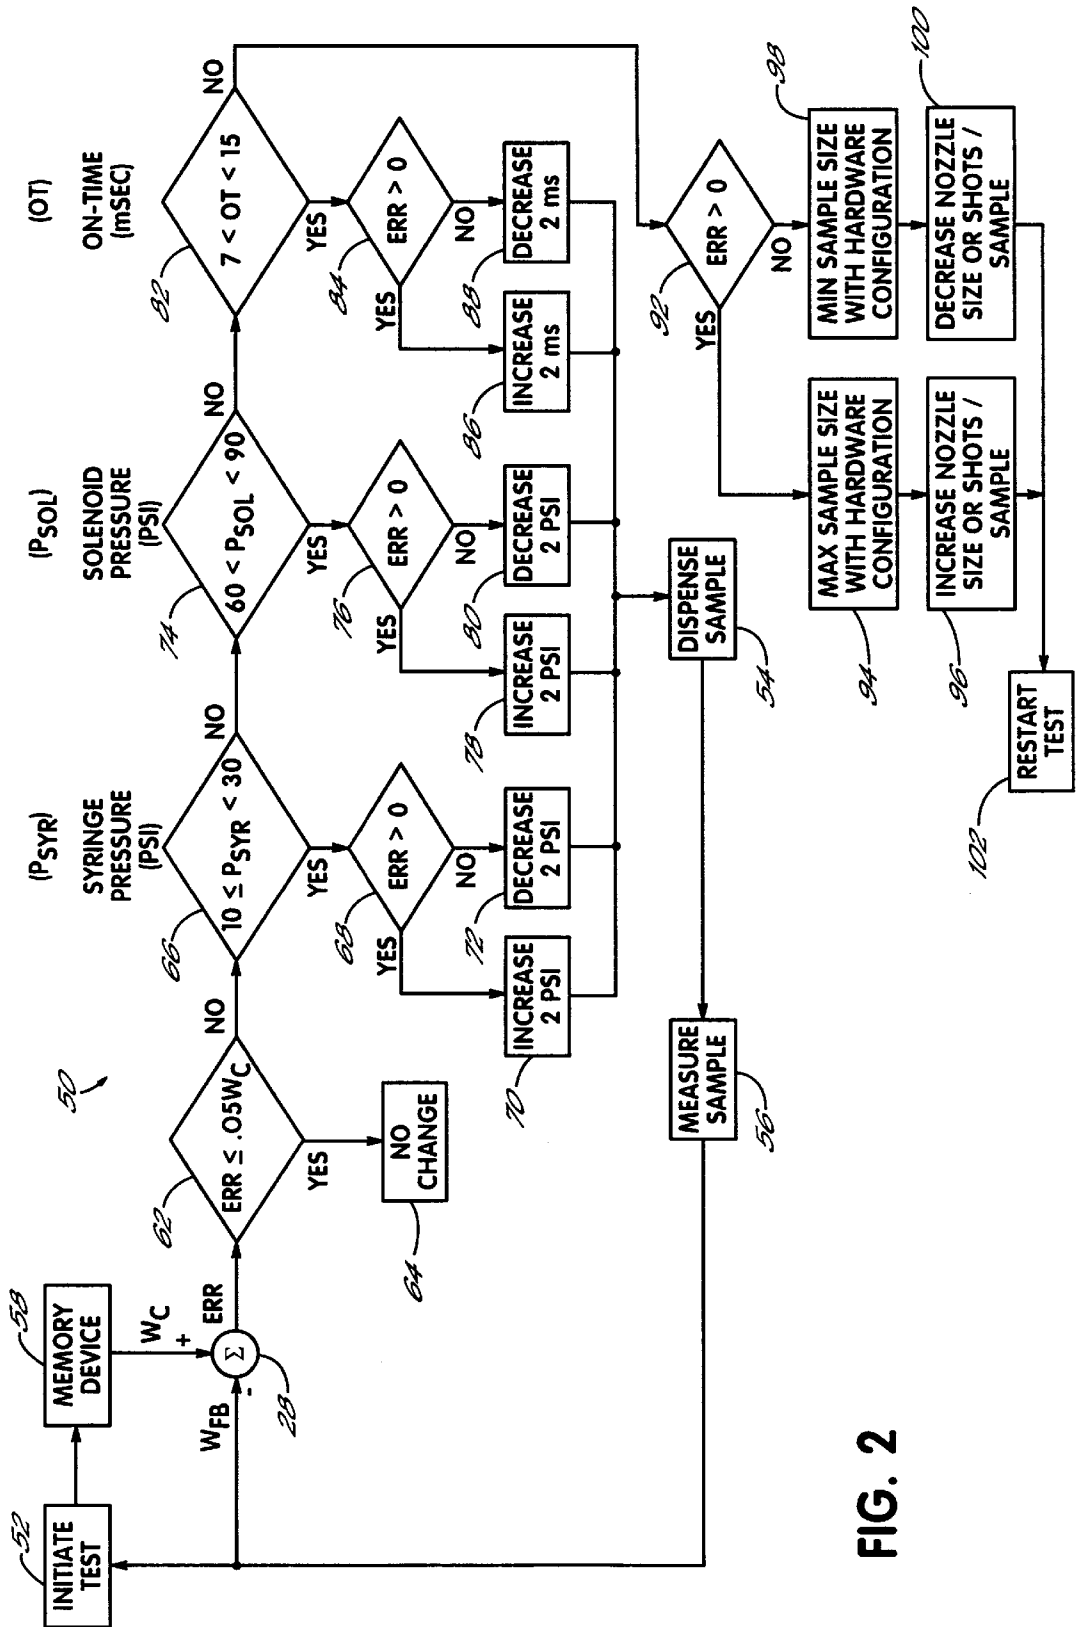 50
52
INITIATE
TEST
58
MEMORY
DEVICE
W_C
+
W_FB
-
Σ
28
ERR
62
ERR ≤ .05W_C
NO
YES
NO
CHANGE
64
(P_SYR)
SYRINGE
PRESSURE
(PSI)
66
10 ≤ P_SYR < 30
NO
YES
68
ERR > 0
YES
NO
INCREASE
2 PSI
70
72
DECREASE
2 PSI
(P_SOL)
SOLENOID
PRESSURE
(PSI)
74
60 < P_SOL < 90
NO
YES
76
ERR > 0
YES
NO
78
INCREASE
2 PSI
80
DECREASE
2 PSI
(OT)
ON-TIME
(mSEC)
82
7 < OT < 15
NO
YES
84
ERR > 0
YES
NO
86
INCREASE
2 ms
88
DECREASE
2 ms
MEASURE
SAMPLE
56
DISPENSE
SAMPLE
54
92
ERR > 0
YES
NO
MAX SAMPLE SIZE
WITH HARDWARE
CONFIGURATION
94
98
MIN SAMPLE SIZE
WITH HARDWARE
CONFIGURATION
INCREASE NOZZLE
SIZE OR SHOTS /
SAMPLE
96
100
DECREASE NOZZLE
SIZE OR SHOTS /
SAMPLE
102
RESTART
TEST
FIG. 2